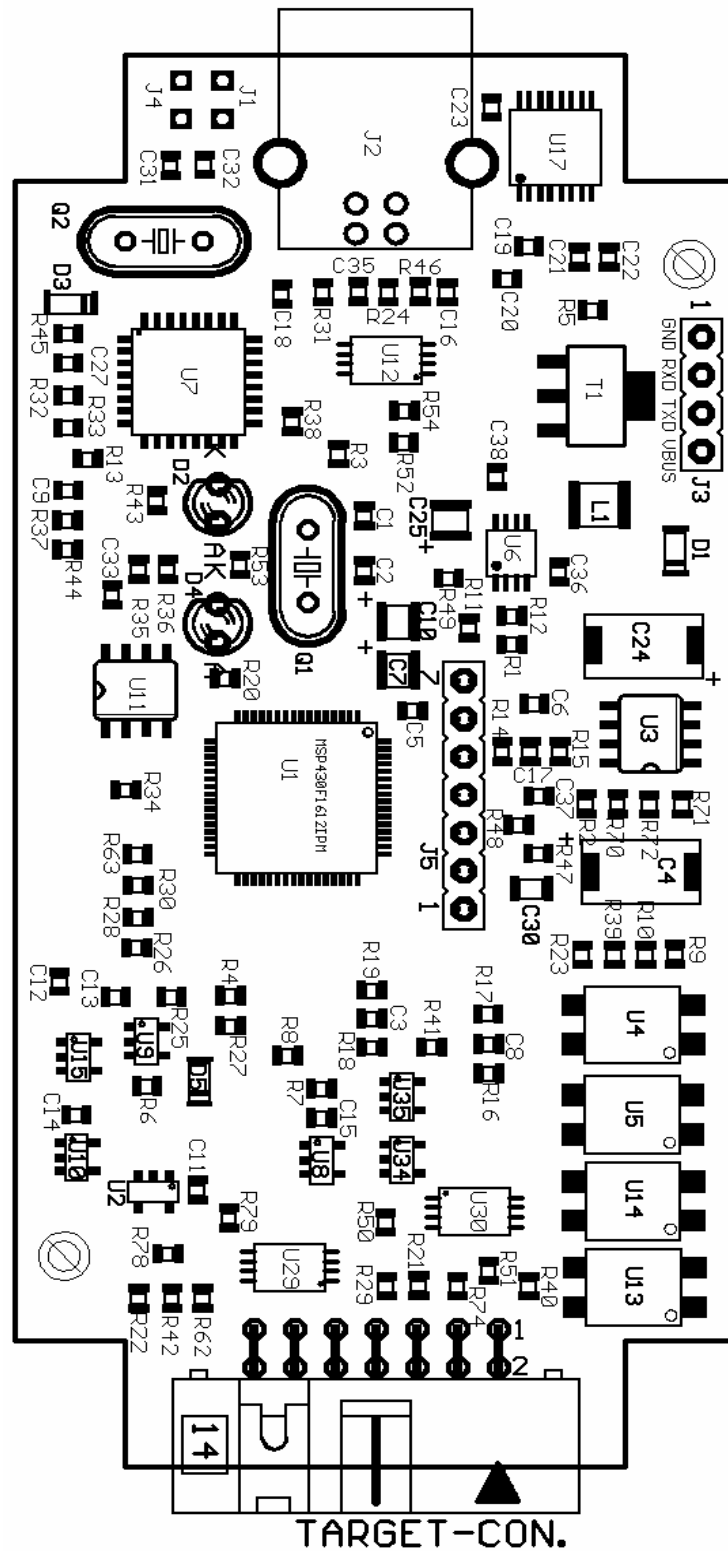 J4
J1
J2
C23
U17
C31
C32
Q2
C19
C21
C22
C20
D3
C35
R46
C18
R31
R24
C16
R5
1
GND RXD TXD VBUS
J3
R45
C27
R32
R33
U7
U12
T1
R13
K
R38
R3
R54
R52
C38
C9
R37
R44
R43
D2
C1
C2
C25+
U6
L1
D1
C33
R35
R36
A
K
D4
R53
Q1
+
C10
+
C7
R49
R11
R12
R1
C36
C24
+
U11
R20
7
C5
R14
C6
C17
R15
U3
U1
MSP430F1612IPM
R34
J5
R48
C37
R2
R70
R72
R71
R63
R30
R28
R26
1
R47
C30
+
C4
C12
C13
R25
R4
R27
R19
C3
R18
R41
R17
C8
R16
R23
R39
R10
R9
U4
U15
U9
R6
D5
R8
R7
C15
U35
U5
C14
U10
U2
C11
U8
U34
U14
R79
R50
U30
R78
U29
R29
R21
R74
R51
R40
U13
R22
R42
R62
1
2
14
TARGET-CON.